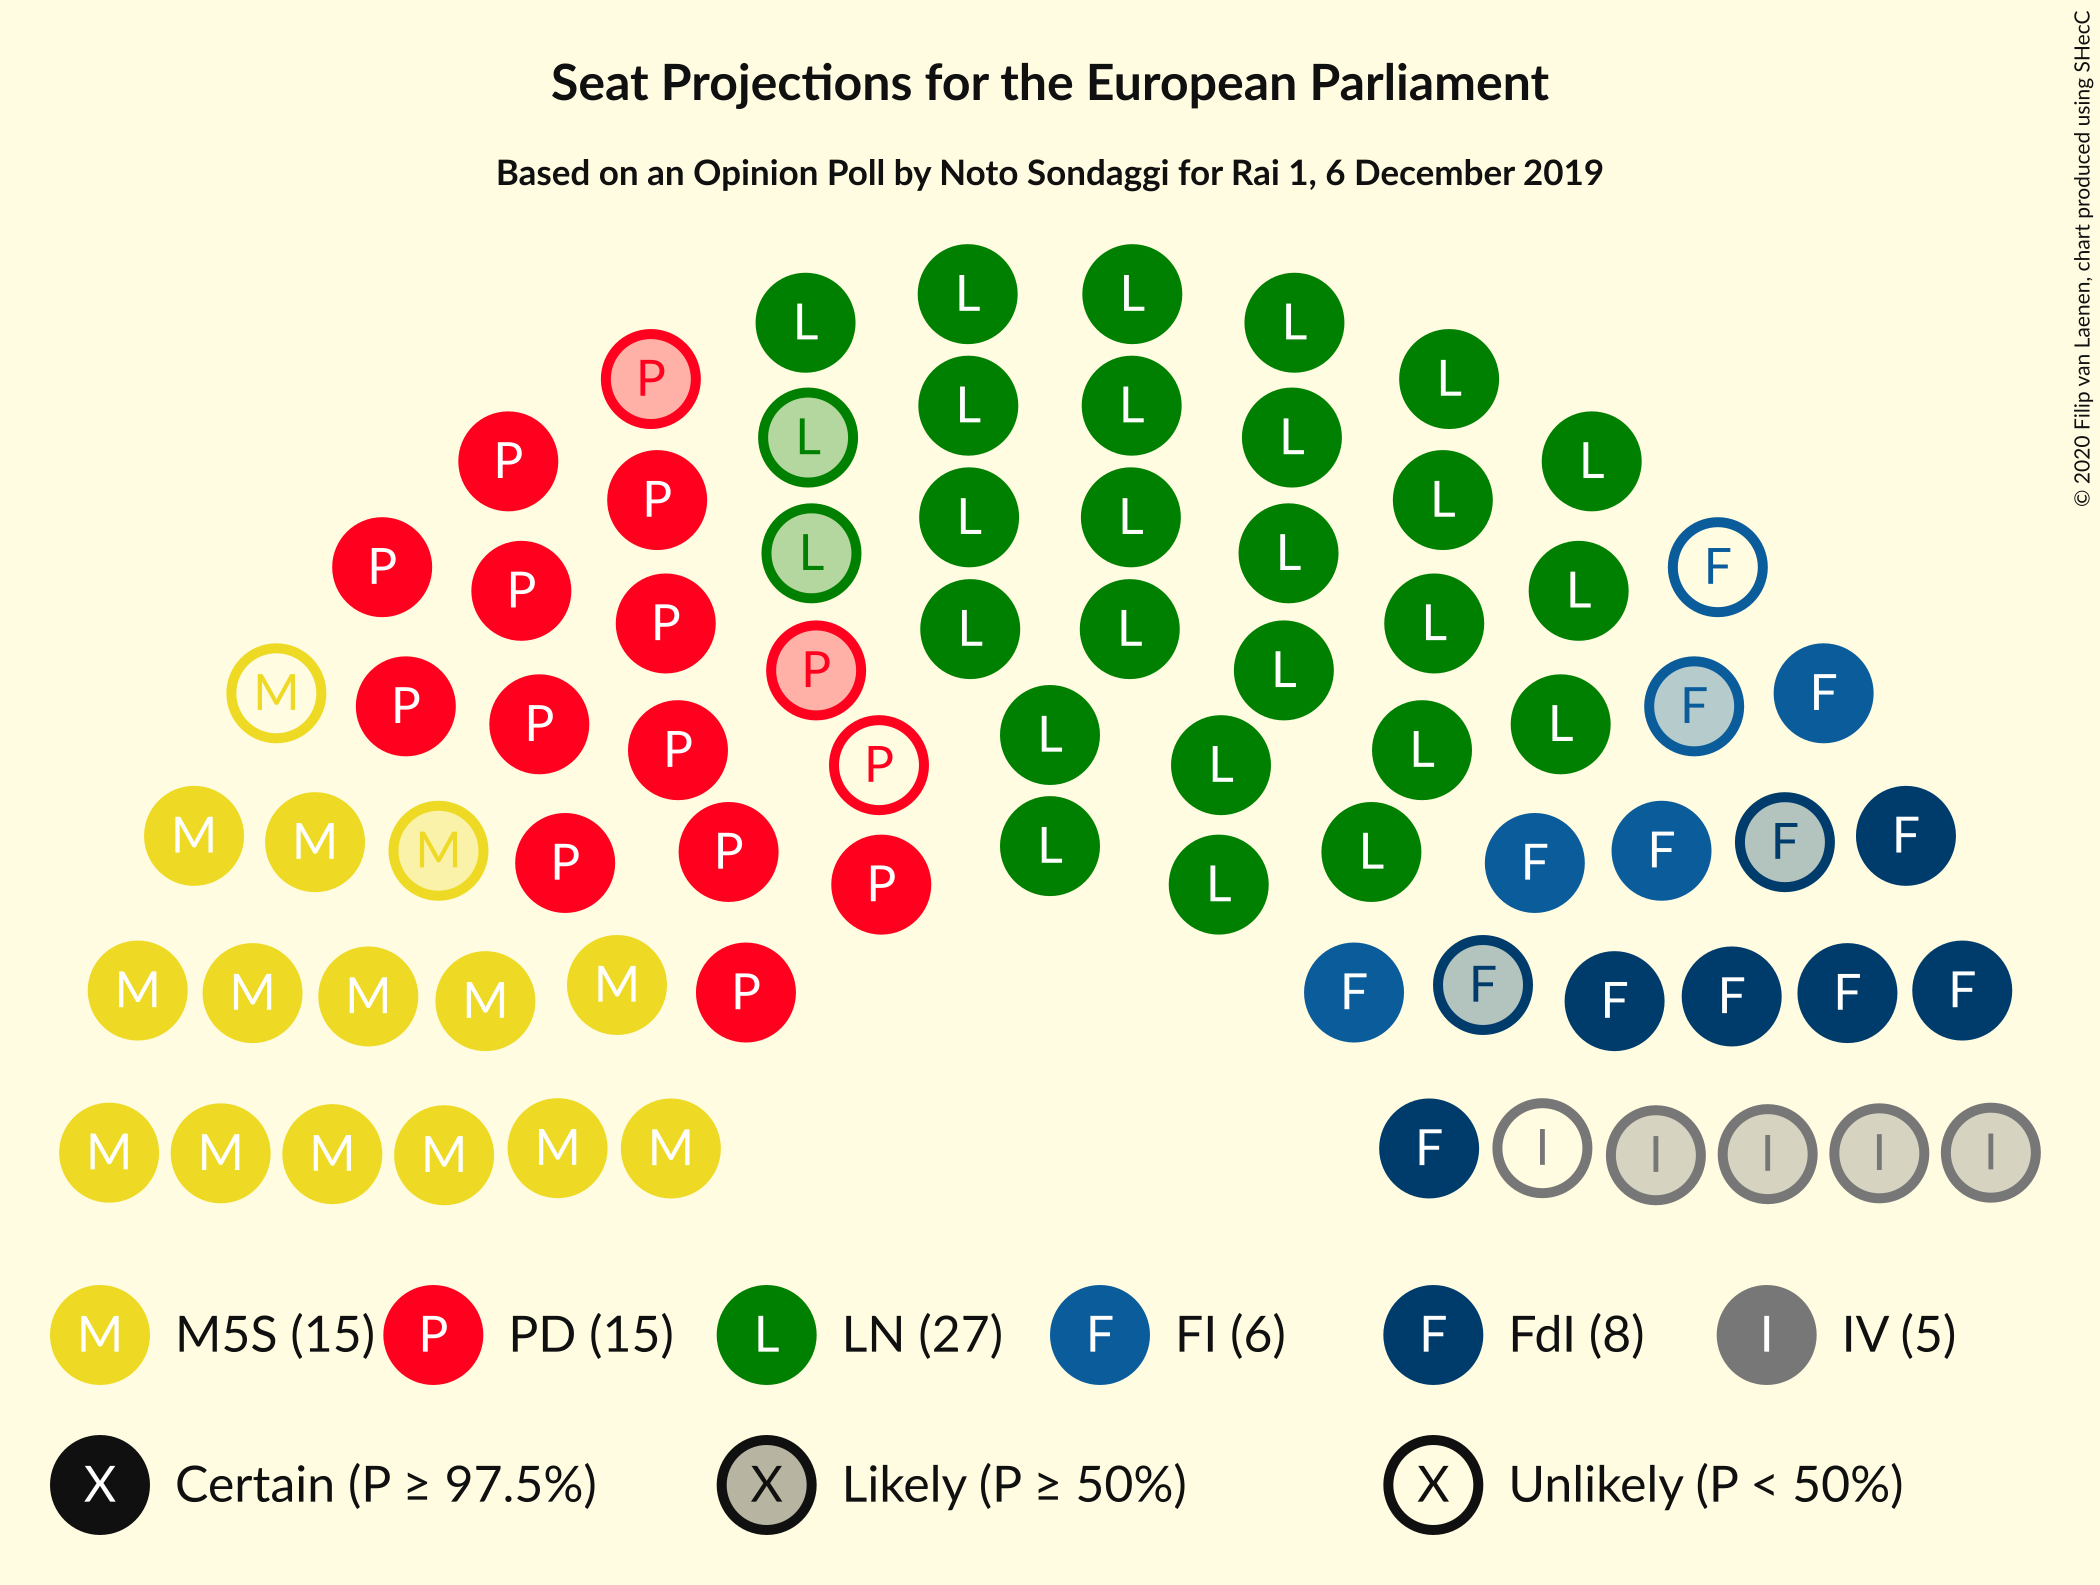 Seat Projections for the European Parliament
Based on an Opinion Poll by Noto Sondaggi for Rai 1, 6 December 2019
© 2020 Filip van Laenen, chart produced using SHecC
L L
L L
P L
L L
L L
P L
P P L
L L
L L
P P L
P L
L L
P L
M P F
P P L
L L
P L
P L
F F
M M M P P P L L L F F F F
M M M M M P F F F F F F
M M M M M M F I I I I I
M M5S (15) P PD (15) L LN (27) F FI (6) F FdI (8) I IV (5)
X Certain (P ≥ 97.5%) X Likely (P ≥ 50%) X Unlikely (P < 50%)